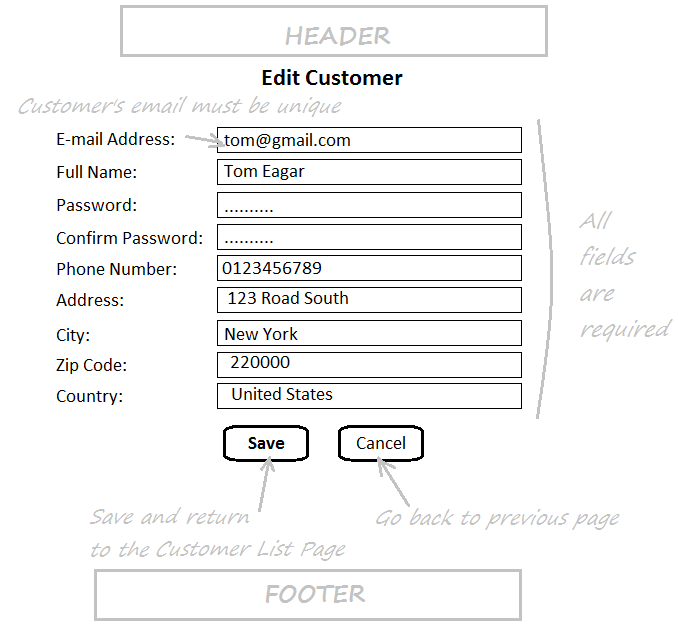 HEADER
Edit Customer
Customer's email must be unique
E-mail Address: tom@gmail.com
Full Name: Tom Eagar
Password: ..........
Confirm Password: ..........
Phone Number: 0123456789
Address: 123 Road South
City: New York
Zip Code: 220000
Country: United States
All
fields
are
required
Save Cancel
Save and return
to the Customer List Page
Go back to previous page
FOOTER